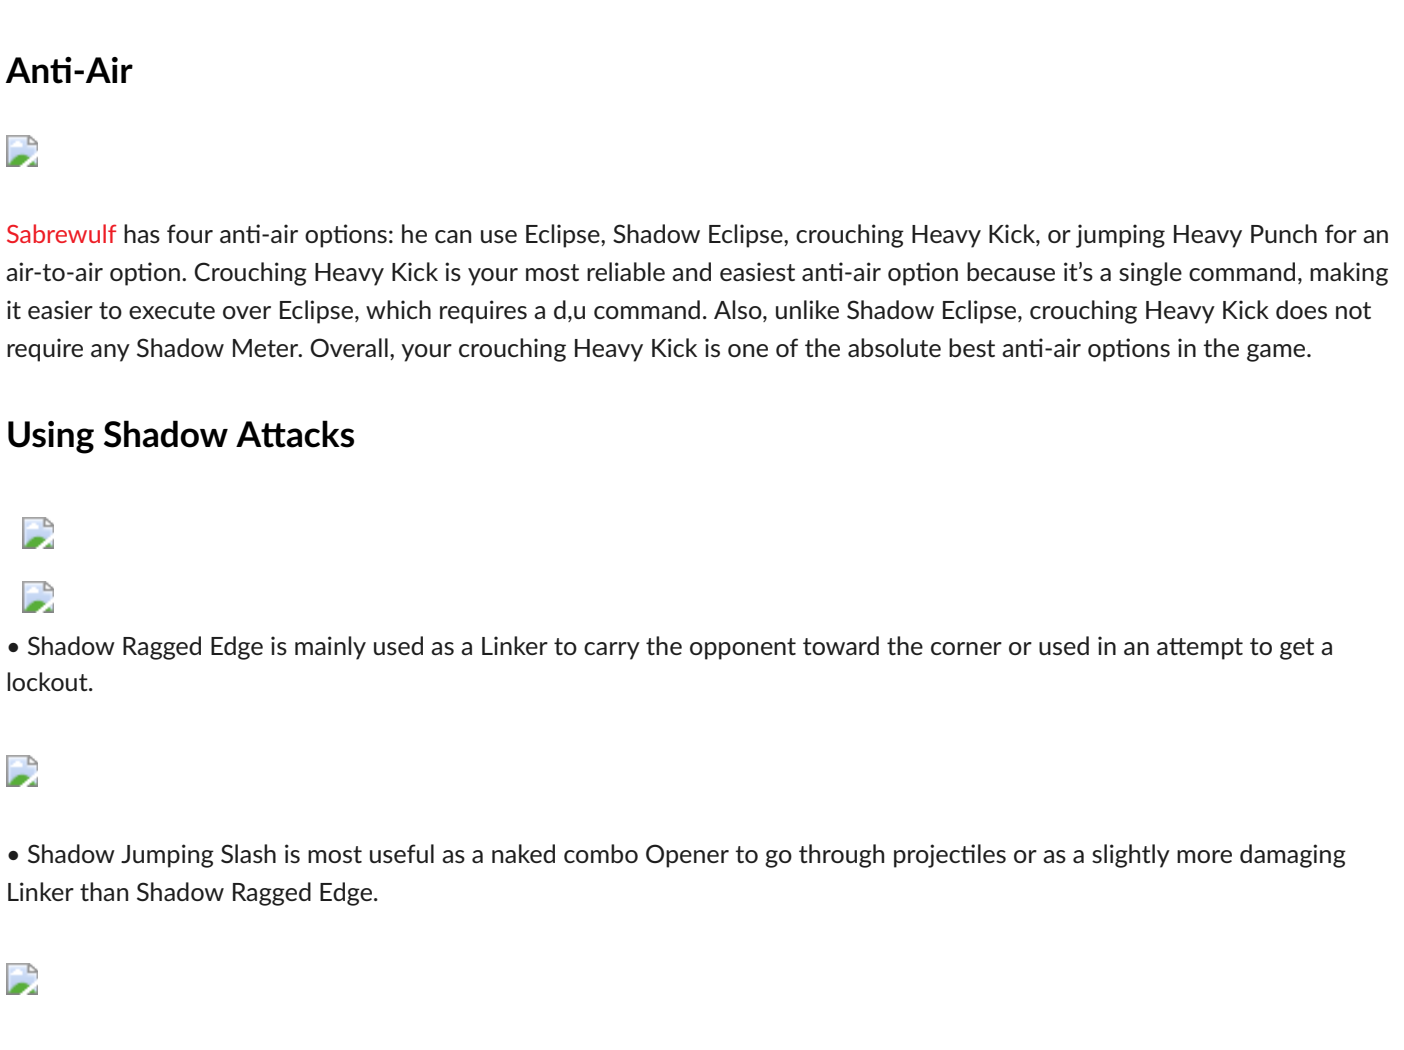 Anti-Air
Sabrewulf has four anti-air options: he can use Eclipse, Shadow Eclipse, crouching Heavy Kick, or jumping Heavy Punch for an
air-to-air option. Crouching Heavy Kick is your most reliable and easiest anti-air option because it’s a single command, making
it easier to execute over Eclipse, which requires a d,u command. Also, unlike Shadow Eclipse, crouching Heavy Kick does not
require any Shadow Meter. Overall, your crouching Heavy Kick is one of the absolute best anti-air options in the game.
Using Shadow Attacks
• Shadow Ragged Edge is mainly used as a Linker to carry the opponent toward the corner or used in an attempt to get a
lockout.
• Shadow Jumping Slash is most useful as a naked combo Opener to go through projectiles or as a slightly more damaging
Linker than Shadow Ragged Edge.